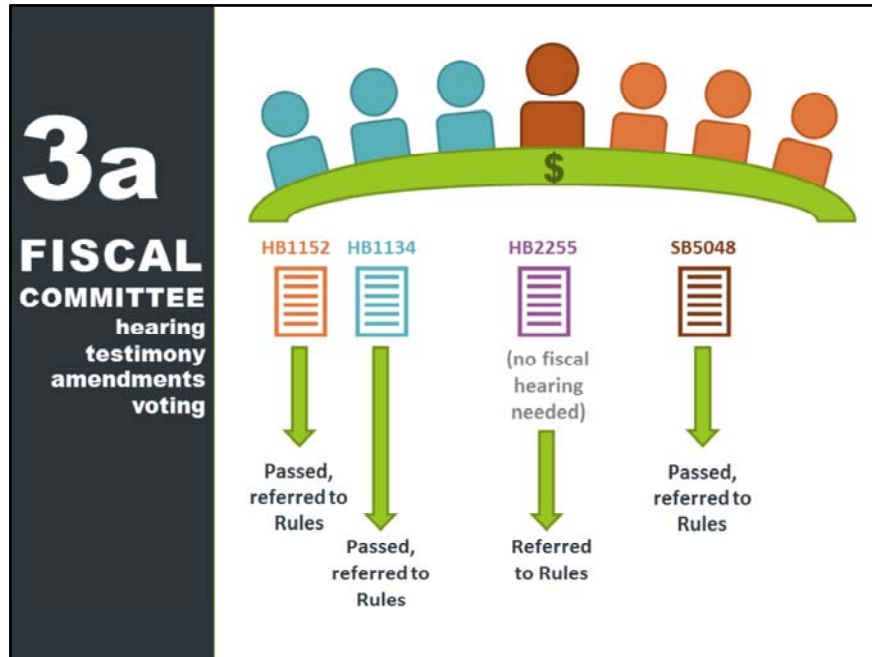 3a
FISCAL
COMMITTEE
hearing
testimony
amendments
voting
$
HB1152
HB1134
HB2255
SB5048
(no fiscal
hearing
needed)
Passed,
referred to
Rules
Passed,
referred to
Rules
Referred
to Rules
Passed,
referred to
Rules